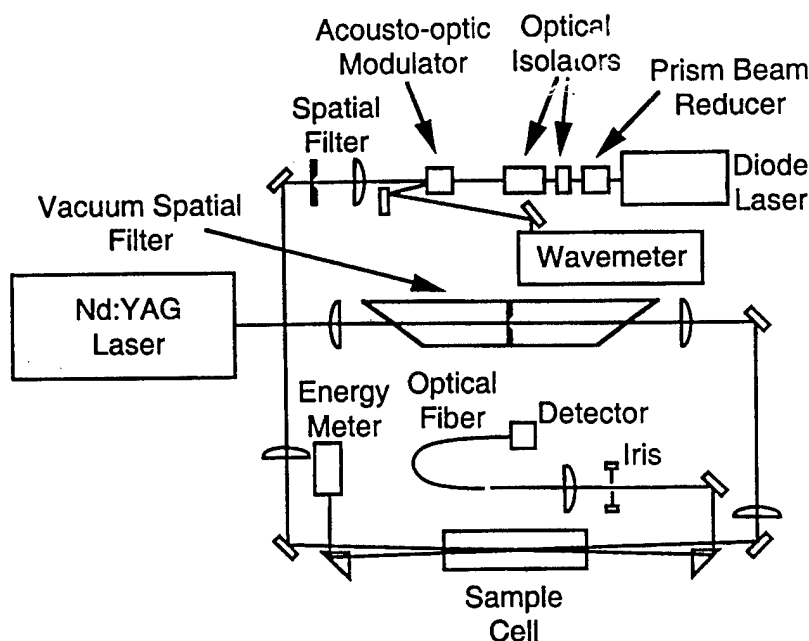 Acousto-optic
Modulator
Optical
Isolators
Prism Beam
Reducer
Spatial
Filter
Diode
Laser
Vacuum Spatial
Filter
Wavemeter
Nd:YAG
Laser
Energy
Meter
Optical
Fiber
Detector
Iris
Sample
Cell